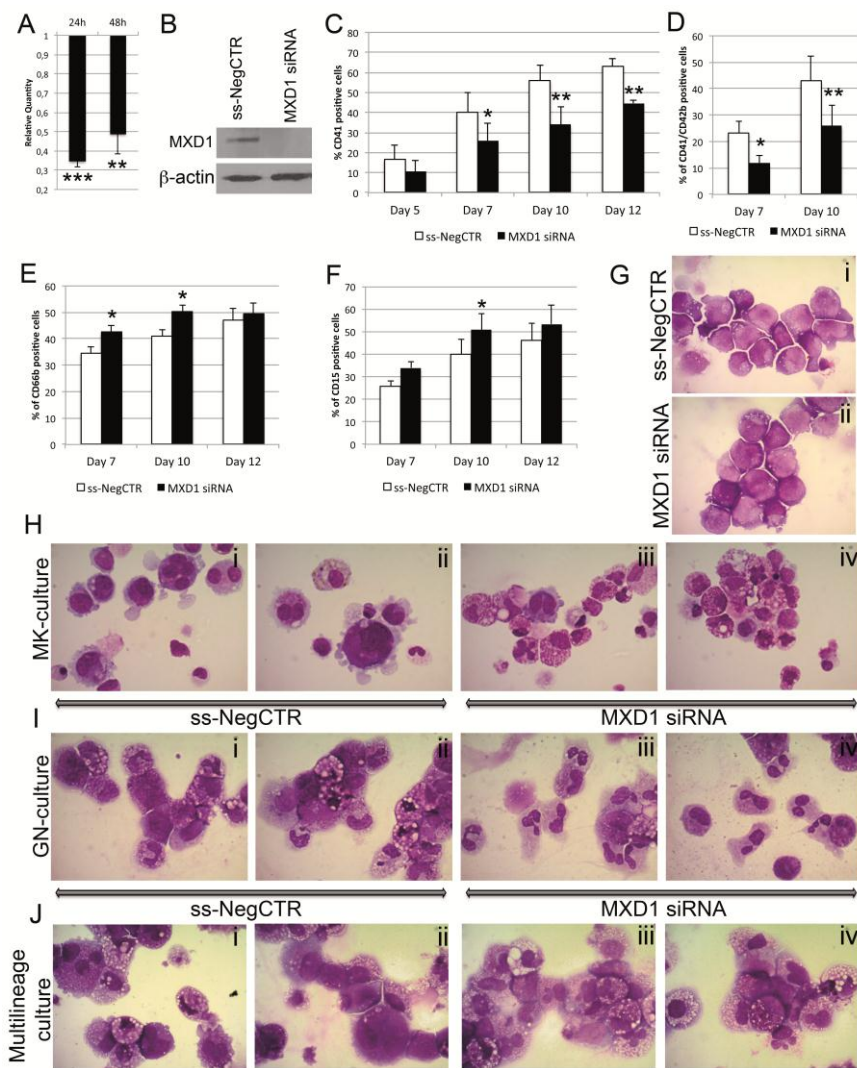 A
24h 48h
1
0,9
0,8
0,7
0,6
0,5
0,4
0,3
0,2
Relative Quantity
***
**
B
ss-NegCTR
MXD1 siRNA
MXD1
β-actin
C
80
70
60
50
40
30
20
10
0
% CD41 positive cells
*
**
**
Day 5 Day 7 Day 10 Day 12
ss-NegCTR MXD1 siRNA
D
60
50
40
30
20
10
0
% of CD41/CD42b positive cells
*
**
Day 7 Day 10
ss-NegCTR MXD1 siRNA
E
60
50
40
30
20
10
0
% of CD66b positive cells
*
*
Day 7 Day 10 Day 12
ss-NegCTR MXD1 siRNA
F
70
60
50
40
30
20
10
0
% of CD15 positive cells
*
Day 7 Day 10 Day 12
ss-NegCTR MXD1 siRNA
G
i
ss-NegCTR
ii
MXD1 siRNA
H
MK-culture
i ii iii iv
ss-NegCTR MXD1 siRNA
I
GN-culture
i ii iii iv
ss-NegCTR MXD1 siRNA
J
Multilineage
culture
i ii iii iv